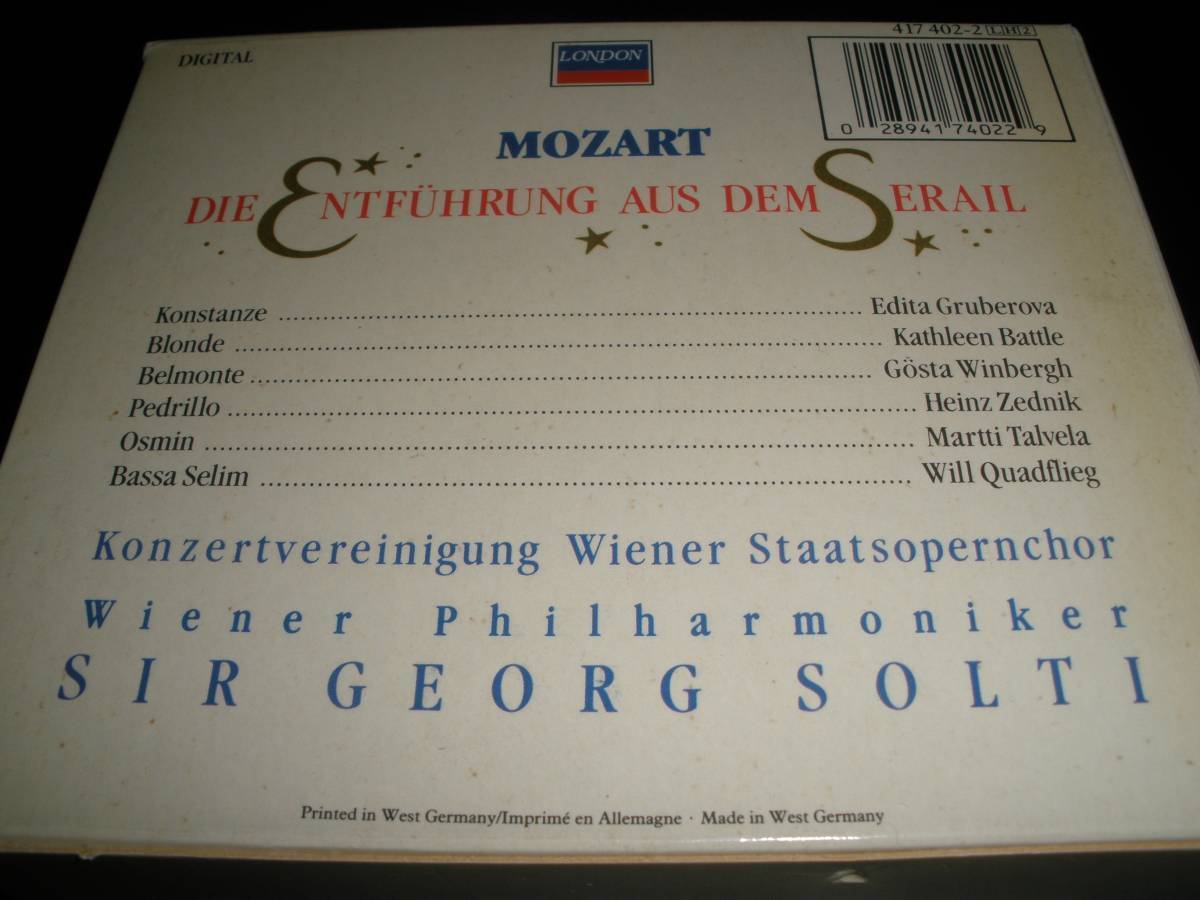 DIGITAL
LONDON
417 402-2 LH2
0 28941 74022 9
MOZART
DIE ENTFÜHRUNG AUS DEM SERAIL
Konstanze ........ Edita Gruberova
Blonde ........ Kathleen Battle
Belmonte ........ Gösta Winbergh
Pedrillo ........ Heinz Zednik
Osmin ........ Martti Talvela
Bassa Selim ........ Will Quadflieg
Konzertvereinigung Wiener Staatsopernchor
Wiener Philharmoniker
SIR GEORG SOLTI
Printed in West Germany/Imprimé en Allemagne · Made in West Germany